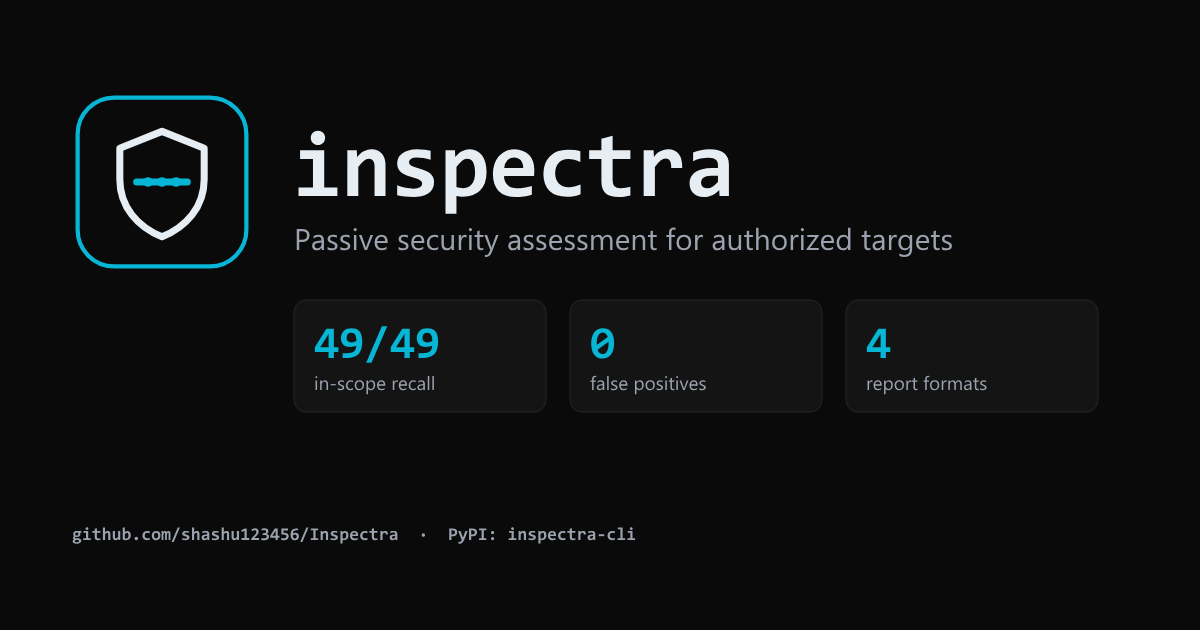 inspectra
Passive security assessment for authorized targets
49/49
in-scope recall
0
false positives
4
report formats
github.com/shashu123456/Inspectra · PyPI: inspectra-cli